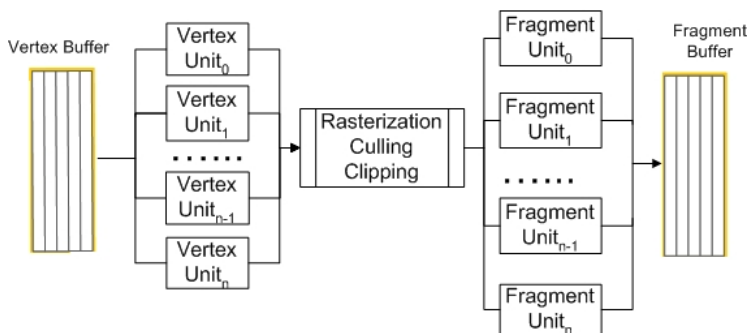 Vertex Buffer
Vertex
Unit0
Vertex
Unit1
......
Vertex
Unitn-1
Vertex
Unitn
Rasterization
Culling
Clipping
Fragment
Unit0
Fragment
Unit1
......
Fragment
Unitn-1
Fragment
Unitn
Fragment
Buffer